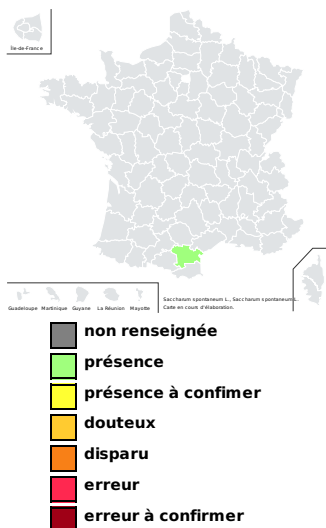 Île-de-France
Guadeloupe Martinique Guyane La Réunion Mayotte
Saccharum spontaneum L., Saccharum spontaneum L.
Carte en cours d'élaboration.
non renseignée
présence
présence à confimer
douteux
disparu
erreur
erreur à confirmer